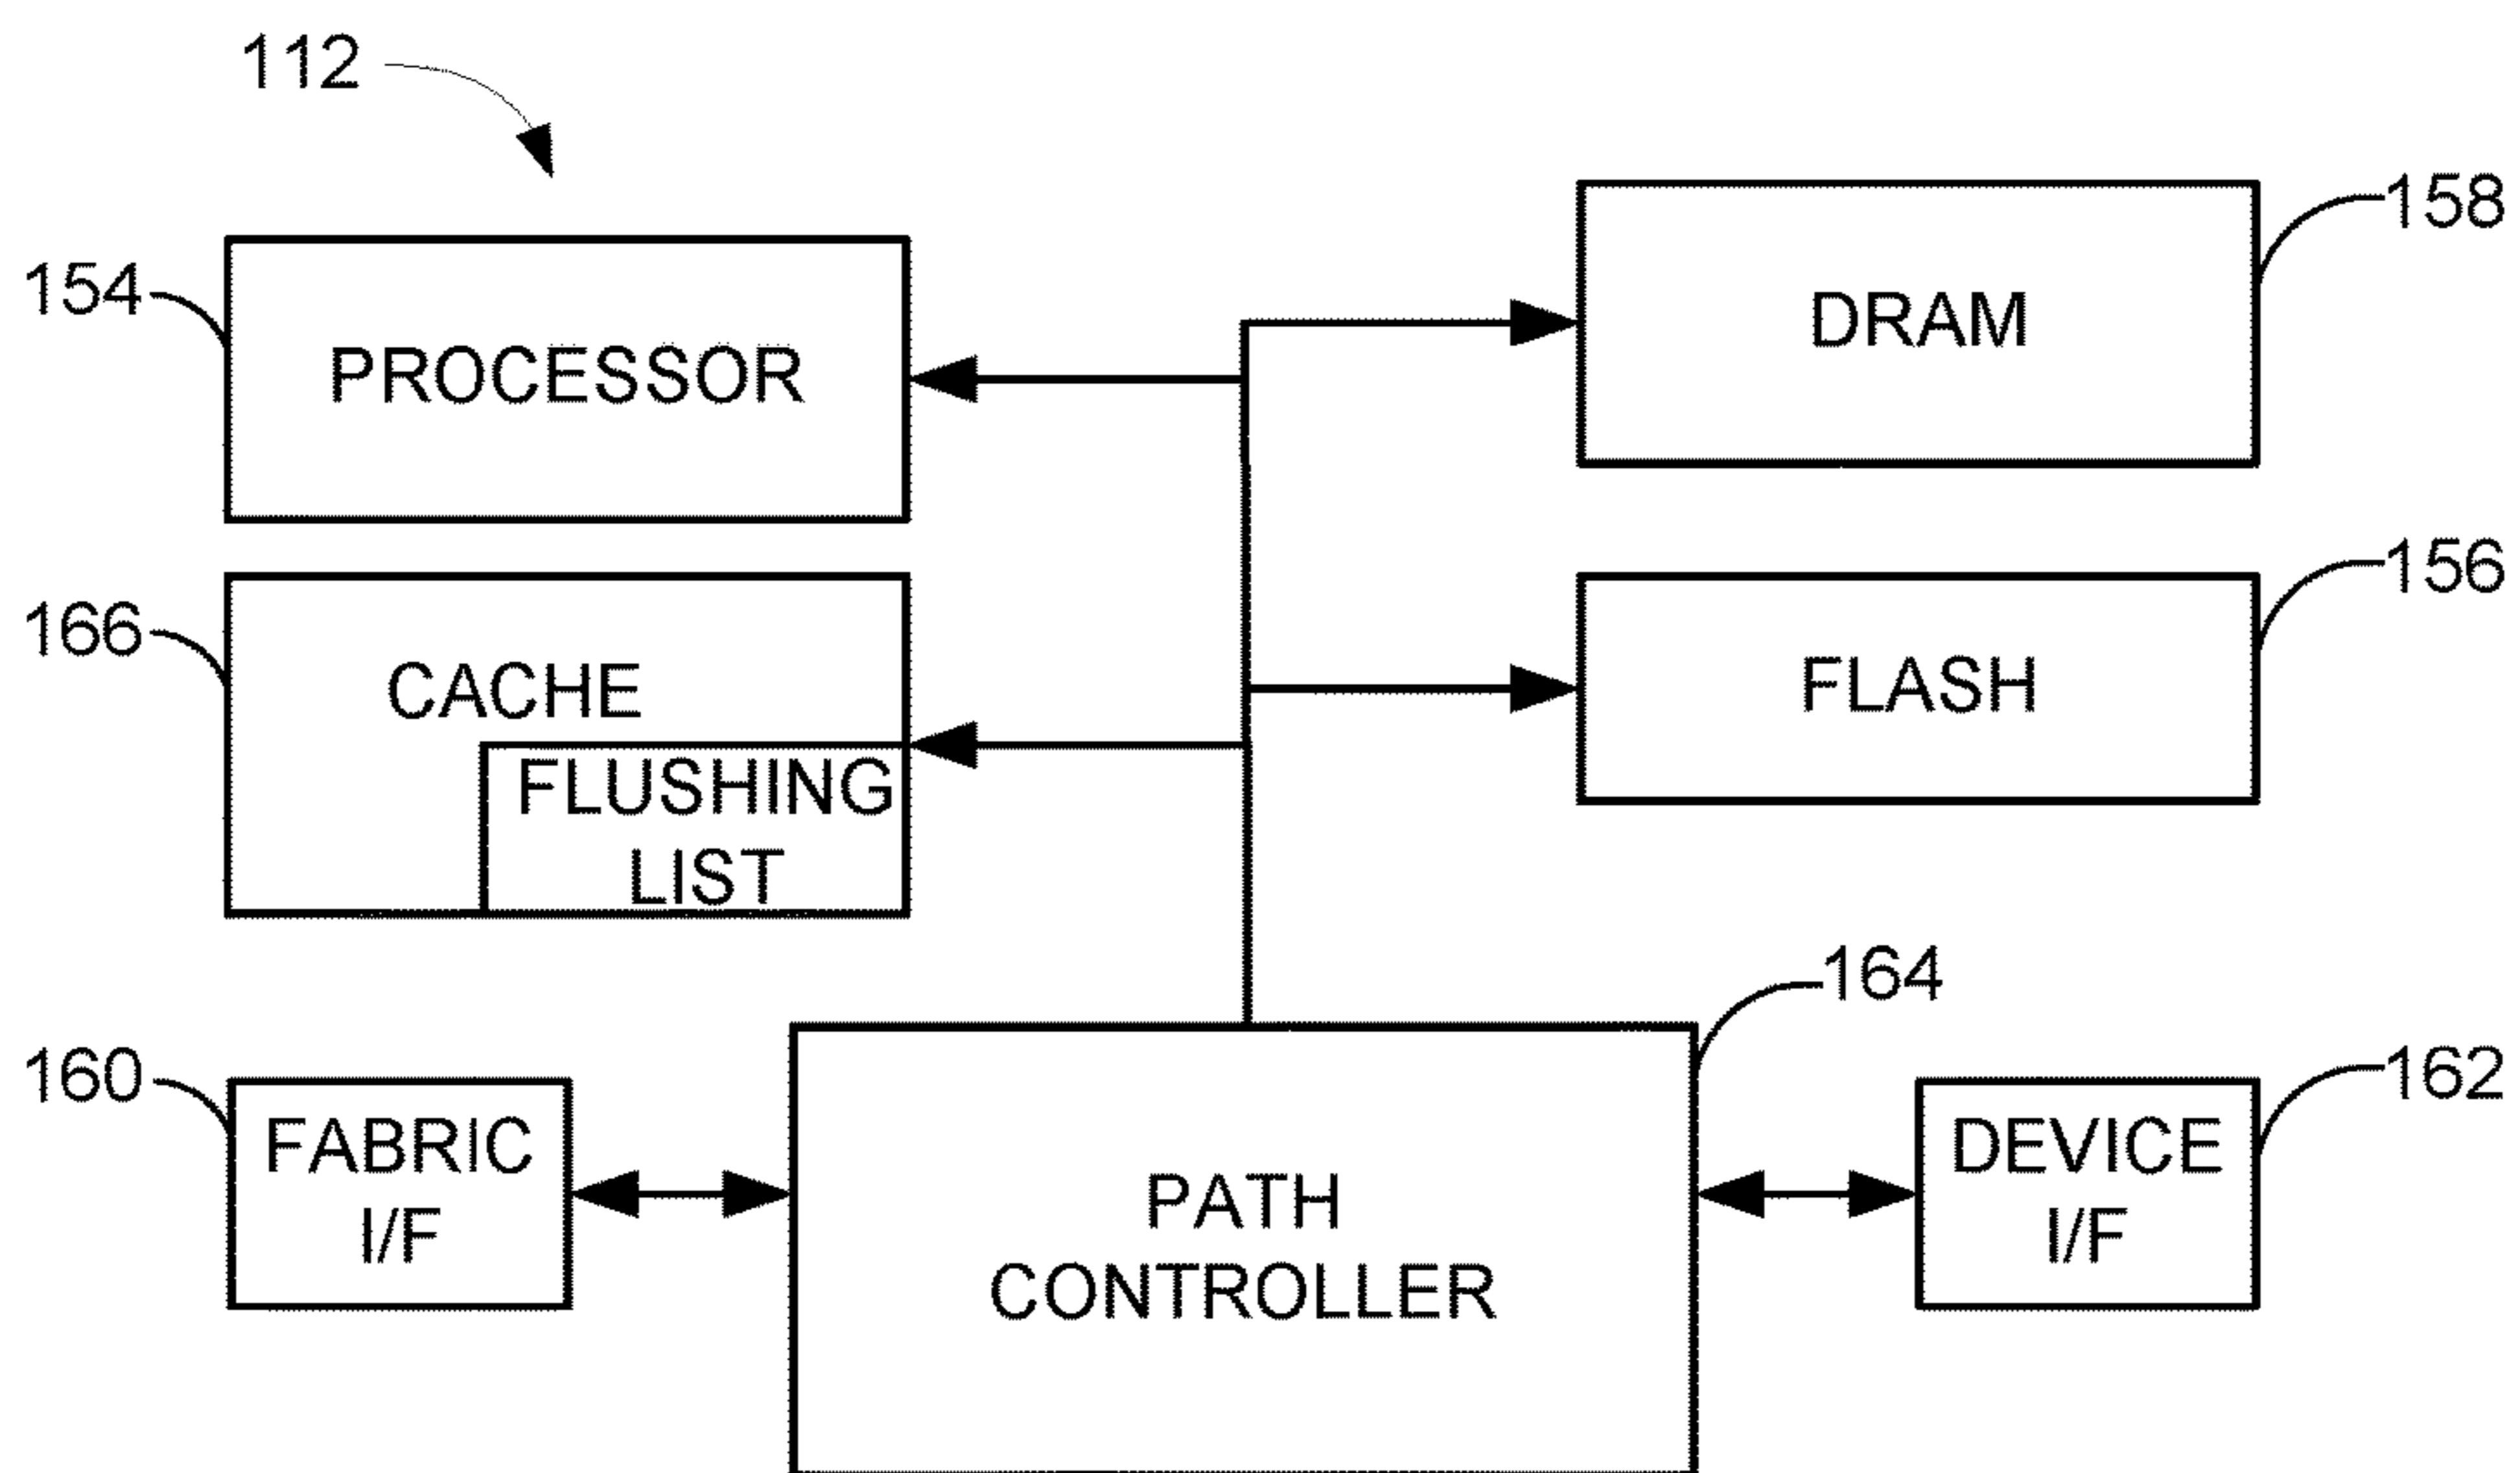 112
158
154
PROCESSOR
DRAM
156
166
CACHE
FLASH
FLUSHING
LIST
164
160
162
FABRIC
I/F
PATH
CONTROLLER
DEVICE
I/F